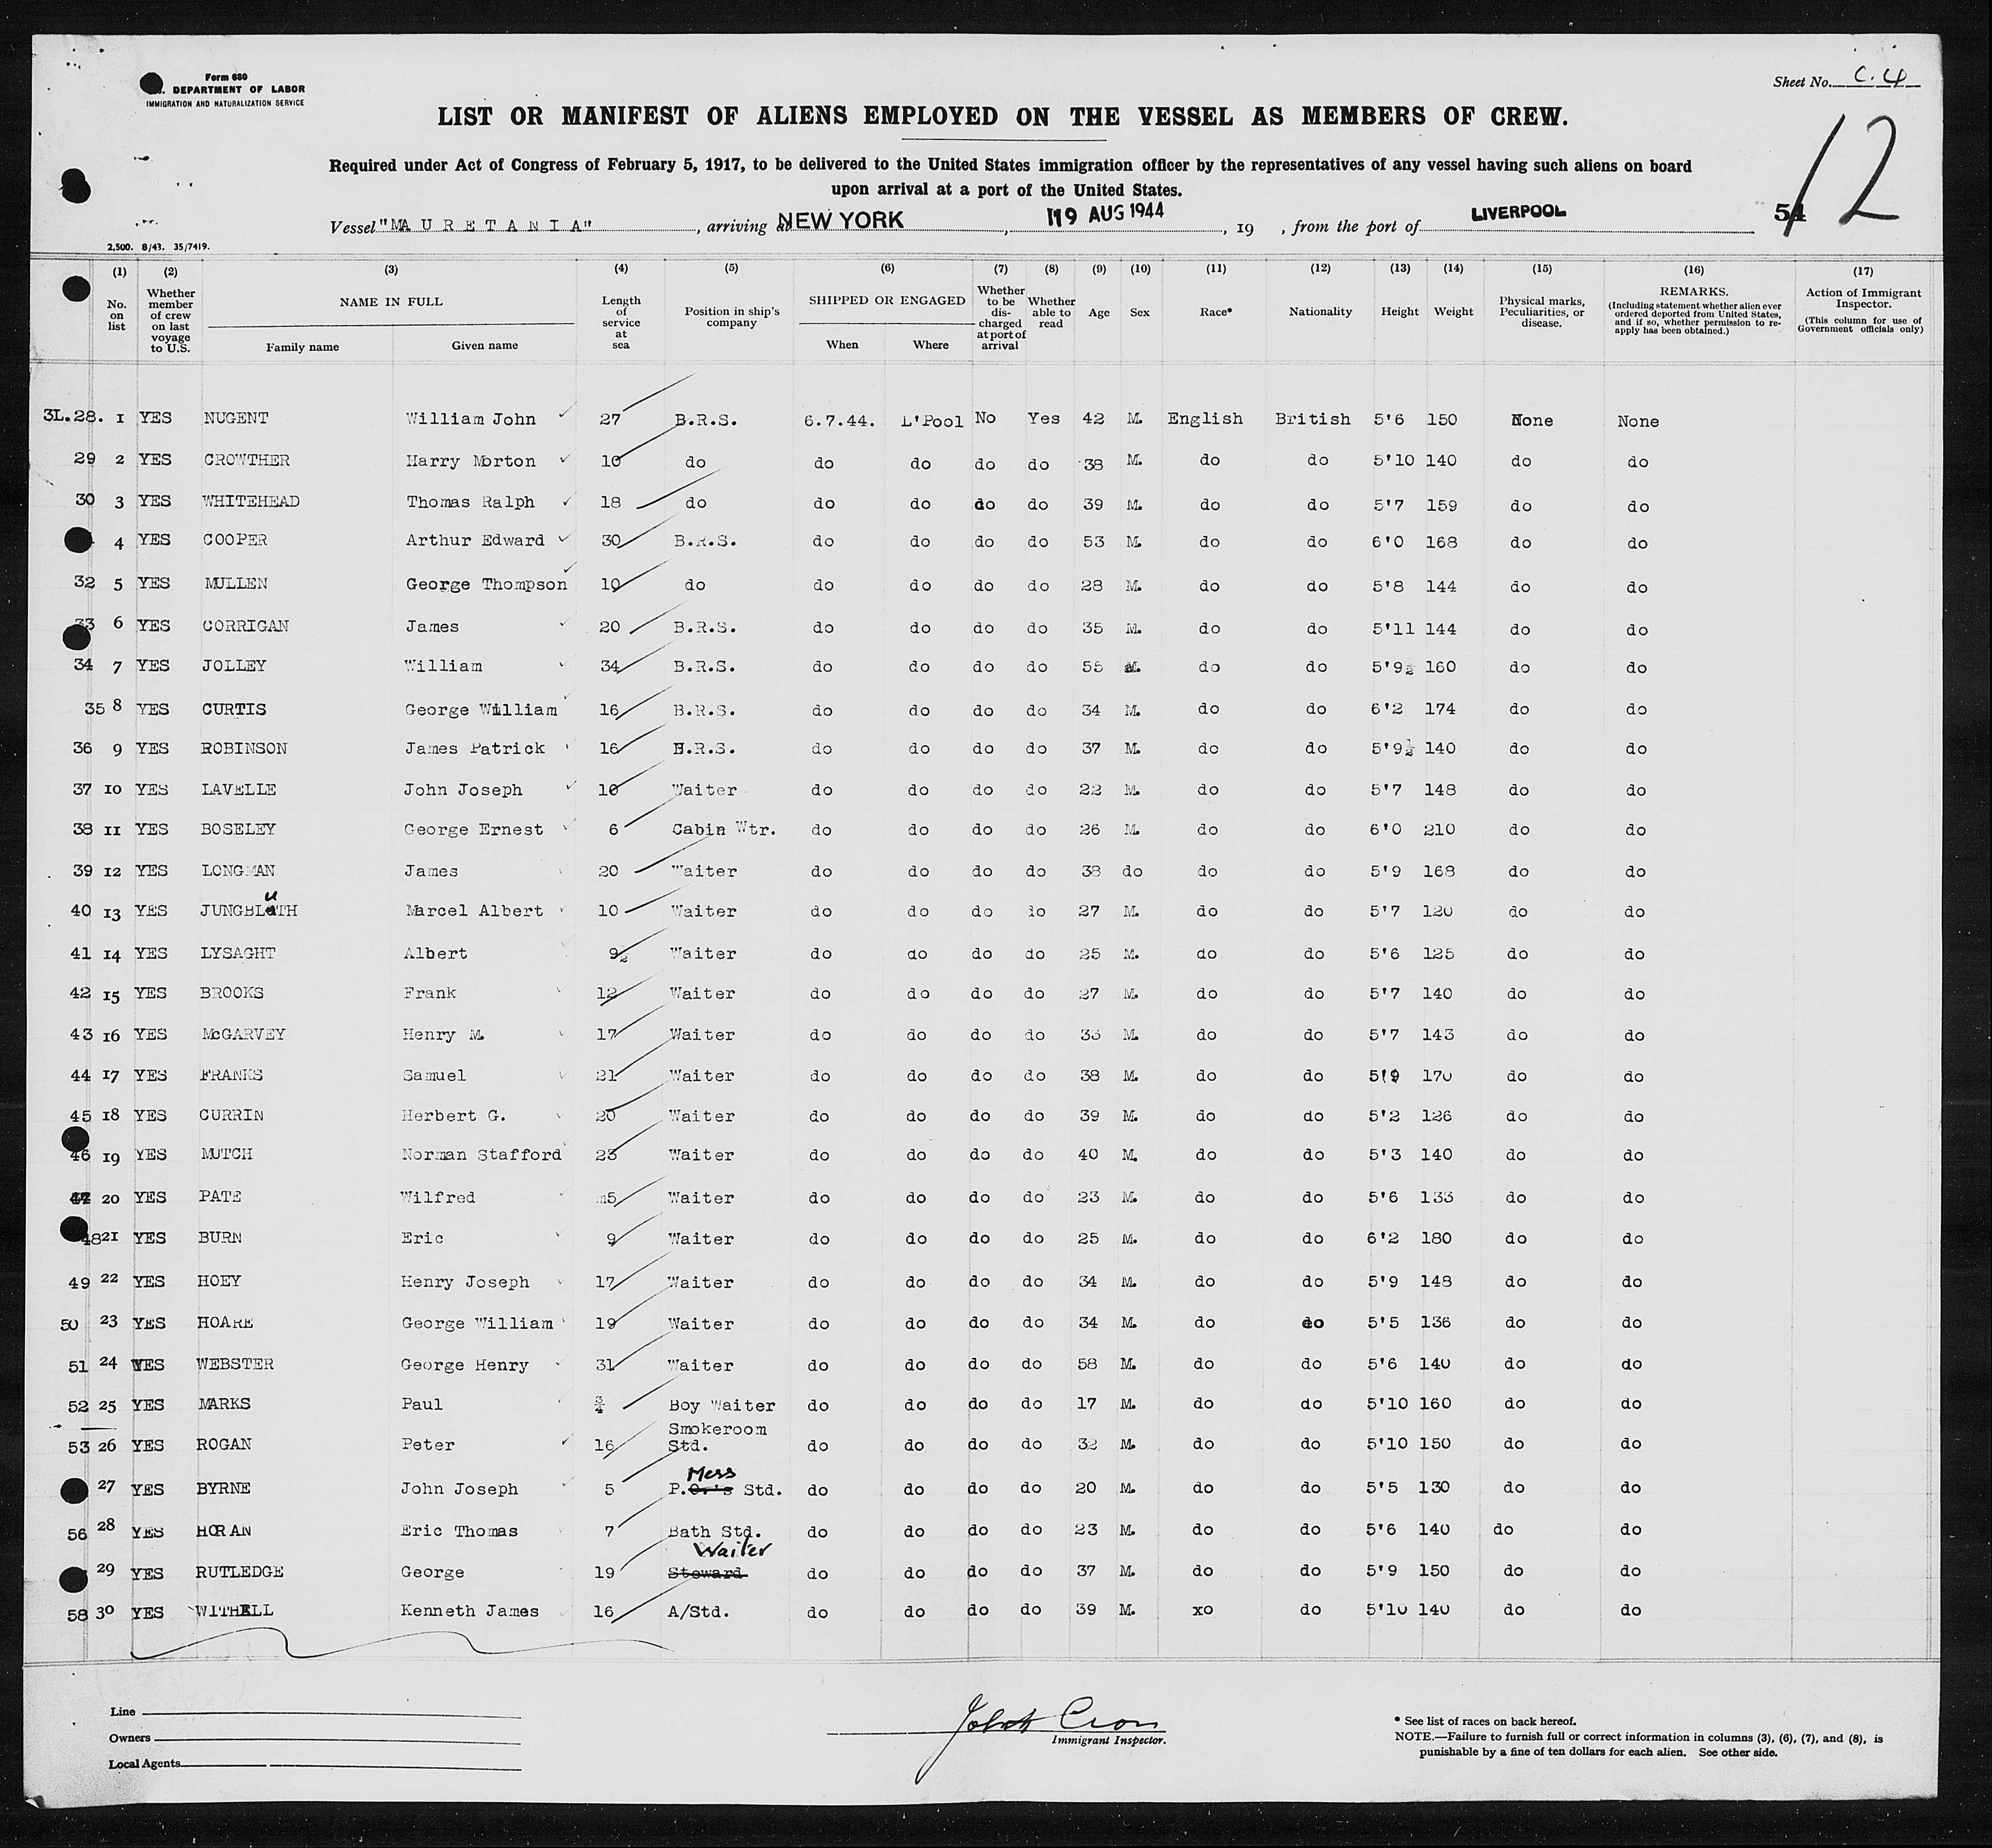 Form 680
DEPARTMENT OF LABOR
IMMIGRATION AND NATURALIZATION SERVICE
Sheet No. C.4
LIST OR MANIFEST OF ALIENS EMPLOYED ON THE VESSEL AS MEMBERS OF CREW.
12
Required under Act of Congress of February 5, 1917, to be delivered to the United States immigration officer by the representatives of any vessel having such aliens on board
upon arrival at a port of the United States.
Vessel "MAURETANIA", arriving at NEW YORK, 19 AUG 1944, 19 , from the port of LIVERPOOL 54
2,500. 8/43. 35/7419.
(1) (2) (3) (4) (5) (6) (7) (8) (9) (10) (11) (12) (13) (14) (15) (16) (17)
No. on list Whether member of crew on last voyage to U.S. NAME IN FULL Family name Given name Length of service at sea Position in ship's company SHIPPED OR ENGAGED When Where Whether to be discharged at port of arrival Whether able to read Age Sex Race* Nationality Height Weight Physical marks, Peculiarities, or disease. REMARKS. (Including statement whether alien ever ordered deported from United States, and if so, whether permission to re-apply has been obtained.) Action of Immigrant Inspector. (This column for use of Government officials only)
3L.28. 1 YES NUGENT William John 27 B.R.S. 6.7.44. L'Pool No Yes 42 M. English British 5'6 150 None None
29 2 YES CROWTHER Harry Morton 10 do do do do do 38 M. do do 5'10 140 do do
30 3 YES WHITEHEAD Thomas Ralph 18 do do do do do 39 M. do do 5'7 159 do do
4 YES COOPER Arthur Edward 30 B.R.S. do do do do 53 M. do do 6'0 168 do do
32 5 YES MULLEN George Thompson 10 do do do do do 28 M. do do 5'8 144 do do
33 6 YES CORRIGAN James 20 B.R.S. do do do do 35 M. do do 5'11 144 do do
34 7 YES JOLLEY William 34 B.R.S. do do do do 55 M. do do 5'9½ 160 do do
35 8 YES CURTIS George William 16 B.R.S. do do do do 34 M. do do 6'2 174 do do
36 9 YES ROBINSON James Patrick 16 B.R.S. do do do do 37 M. do do 5'9½ 140 do do
37 10 YES LAVELLE John Joseph 10 Waiter do do do do 22 M. do do 5'7 148 do do
38 11 YES BOSELEY George Ernest 6 Cabin Wtr. do do do do 26 M. do do 6'0 210 do do
39 12 YES LONGMAN James 20 Waiter do do do do 38 do do do 5'9 168 do do
40 13 YES JUNGBLUTH Marcel Albert 10 Waiter do do do do 27 M. do do 5'7 120 do do
41 14 YES LYSAGHT Albert 9½ Waiter do do do do 25 M. do do 5'6 125 do do
42 15 YES BROOKS Frank 12 Waiter do do do do 27 M. do do 5'7 140 do do
43 16 YES McGARVEY Henry M. 17 Waiter do do do do M. do do 5'7 143 do do
44 17 YES FRANKS Samuel 21 Waiter do do do do 38 M. do do 5'9 170 do do
45 18 YES CURRIN Herbert G. 20 Waiter do do do do 39 M. do do 5'2 126 do do
46 19 YES MUTCH Norman Stafford 23 Waiter do do do do 40 M. do do 5'3 140 do do
47 20 YES PATE Wilfred 5 Waiter do do do do 23 M. do do 5'6 133 do do
48 21 YES BURN Eric 9 Waiter do do do do 25 M. do do 6'2 180 do do
49 22 YES HOEY Henry Joseph 17 Waiter do do do do 34 M. do do 5'9 148 do do
50 23 YES HOARE George William 19 Waiter do do do do 34 M. do do 5'5 136 do do
51 24 YES WEBSTER George Henry 31 Waiter do do do do 58 M. do do 5'6 140 do do
52 25 YES MARKS Paul ¾ Boy Waiter do do do do 17 M. do do 5'10 160 do do
53 26 YES ROGAN Peter 16 Smokeroom Std. do do do do 32 M. do do 5'10 150 do do
27 YES BYRNE John Joseph 5 P. Mess Or's Std. do do do do 20 M. do do 5'5 130 do do
56 28 YES HORAN Eric Thomas 7 Bath Std. do do do do 23 M. do do 5'6 140 do do
29 YES RUTLEDGE George 19 Waiter Steward do do do do 37 M. do do 5'9 150 do do
58 30 YES WITHELL Kenneth James 16 A/Std. do do do do 39 M. xo do 5'10 140 do do
Line
Owners
Local Agents
Immigrant Inspector.
* See list of races on back hereof.
NOTE.—Failure to furnish full or correct information in columns (3), (6), (7), and (8), is
punishable by a fine of ten dollars for each alien. See other side.